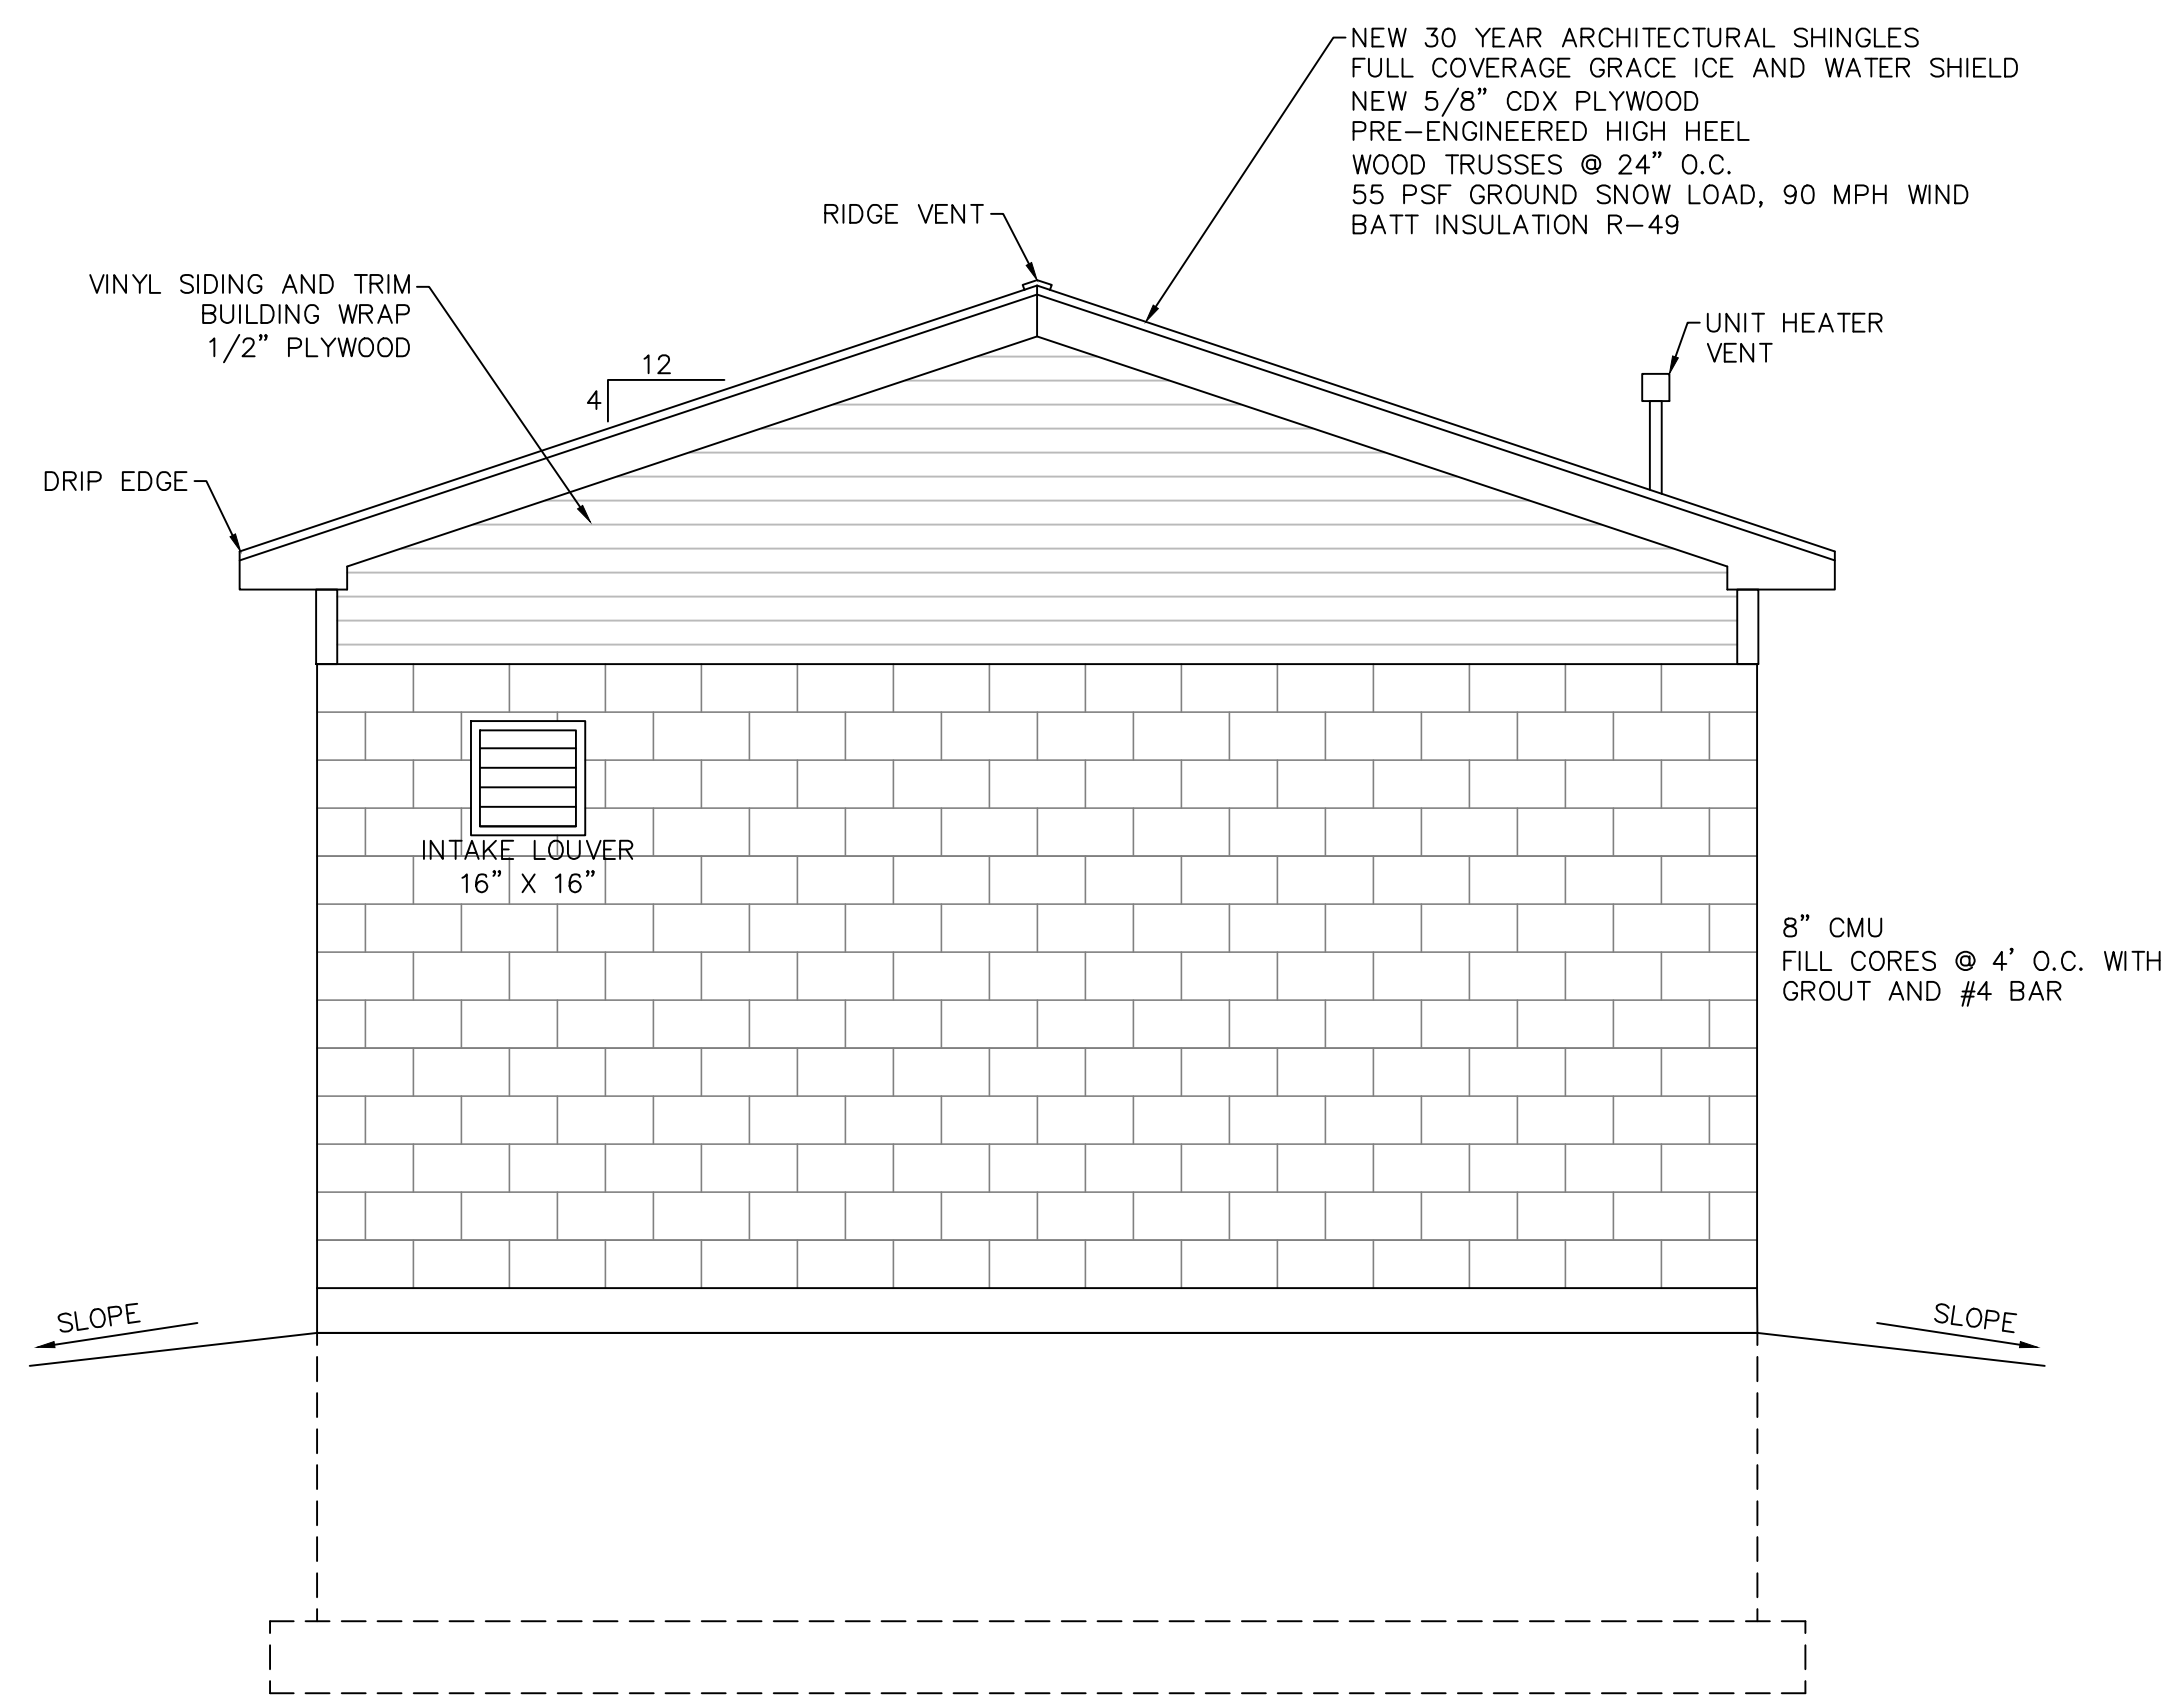 NEW 30 YEAR ARCHITECTURAL SHINGLES
FULL COVERAGE GRACE ICE AND WATER SHIELD
NEW 5/8" CDX PLYWOOD
PRE-ENGINEERED HIGH HEEL
WOOD TRUSSES @ 24" O.C.
55 PSF GROUND SNOW LOAD, 90 MPH WIND
BATT INSULATION R-49
RIDGE VENT
VINYL SIDING AND TRIM
BUILDING WRAP
1/2" PLYWOOD
UNIT HEATER
VENT
12
4
DRIP EDGE
INTAKE LOUVER
16" X 16"
8" CMU
FILL CORES @ 4' O.C. WITH
GROUT AND #4 BAR
SLOPE
SLOPE